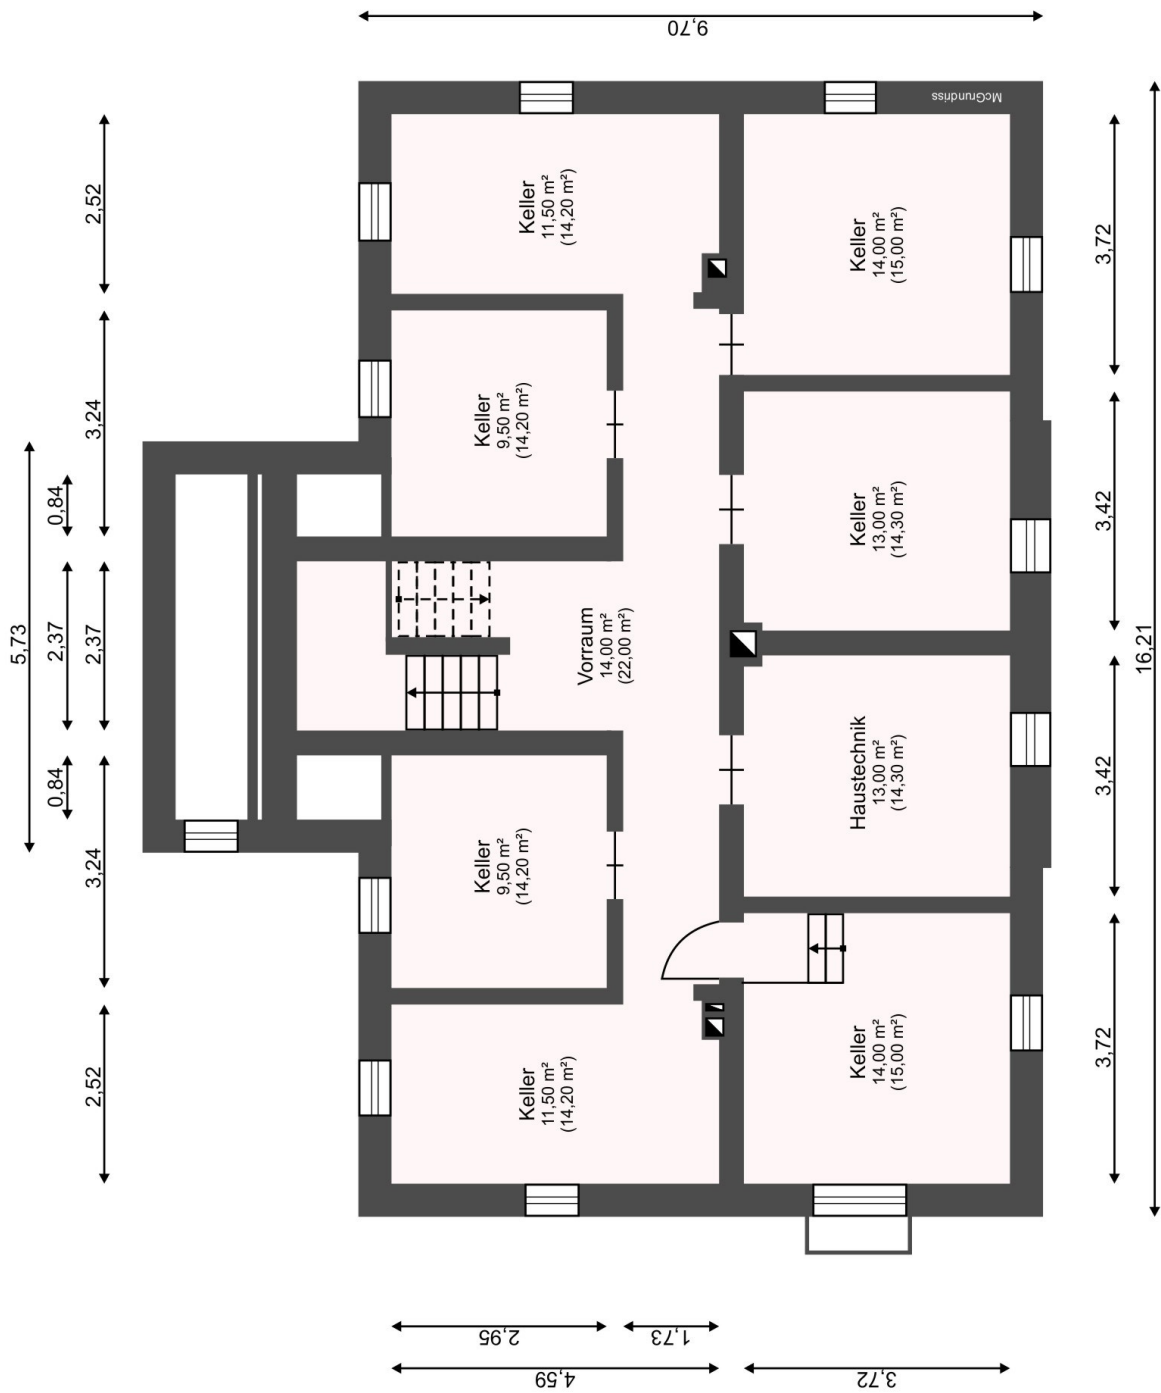 9,70
McGrundriss
2,52
3,24
0,84
5,73
2,37
2,37
0,84
3,24
2,52
Keller
11,50 m²
(14,20 m²)
Keller
14,00 m²
(15,00 m²)
Keller
9,50 m²
(14,20 m²)
Keller
13,00 m²
(14,30 m²)
Vorraum
14,00 m²
(22,00 m²)
Haustechnik
13,00 m²
(14,30 m²)
Keller
9,50 m²
(14,20 m²)
Keller
11,50 m²
(14,20 m²)
Keller
14,00 m²
(15,00 m²)
3,72
3,42
16,21
3,42
3,72
2,95
1,73
4,59
3,72